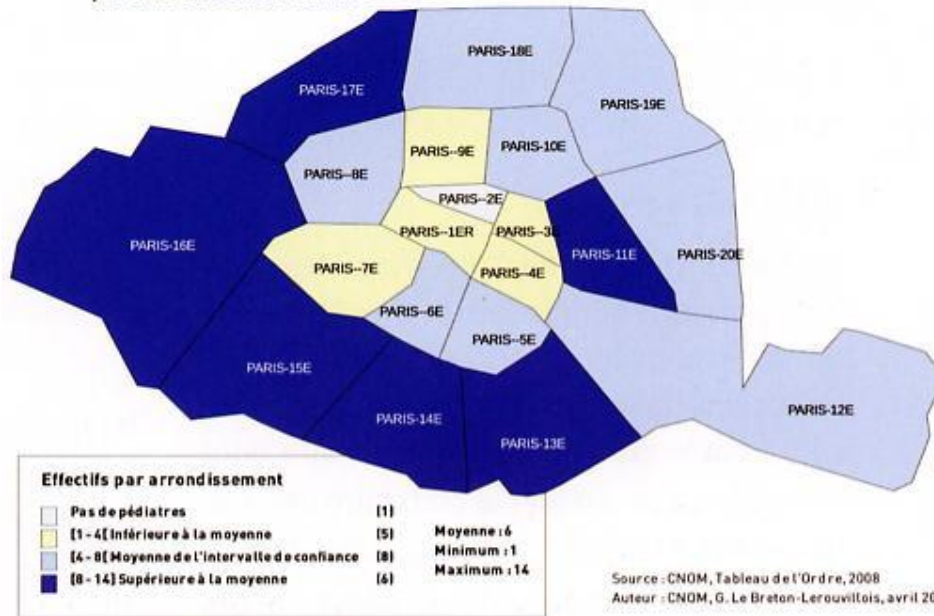 PARIS-18E
PARIS-17E
PARIS-19E
PARIS--9E
PARIS-10E
PARIS--8E
PARIS--2E
PARIS--1ER
PARIS--3E
PARIS-16E
PARIS-11E
PARIS-20E
PARIS--7E
PARIS--4E
PARIS--6E
PARIS--5E
PARIS-15E
PARIS-12E
PARIS-14E
PARIS-13E
Effectifs par arrondissement
Pas de pédiatres (1)
[1 - 4[ Inférieure à la moyenne (5)
[4 - 8[ Moyenne de l'intervalle de confiance (8)
[8 - 14] Supérieure à la moyenne (6)
Moyenne : 6
Minimum : 1
Maximum : 14
Source : CNOM, Tableau de l'Ordre, 2008
Auteur : CNOM, G. Le Breton-Lerouvillois, avril